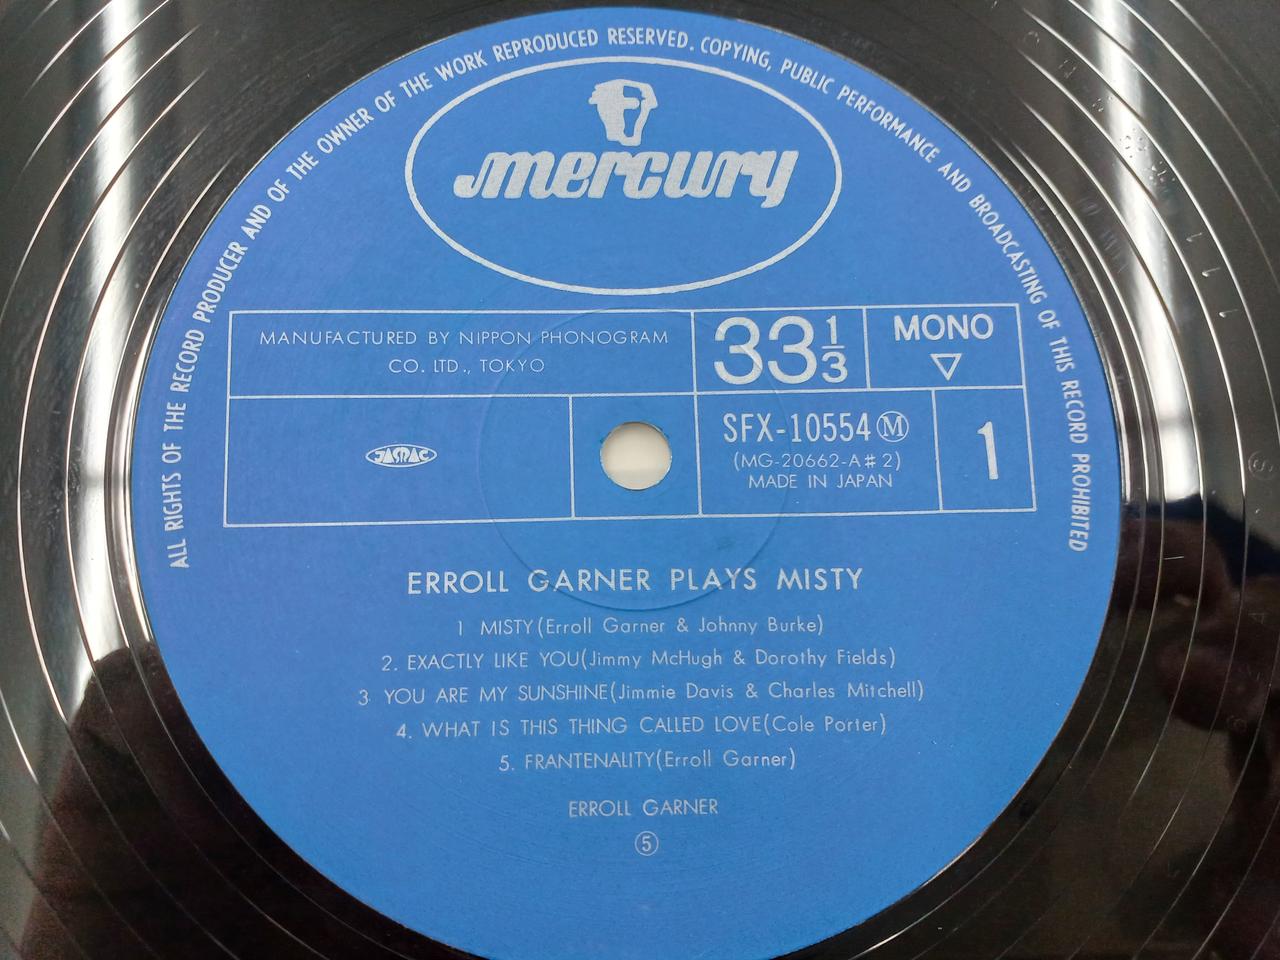 ALL RIGHTS OF THE RECORD PRODUCER AND OF THE OWNER OF THE WORK REPRODUCED RESERVED. COPYING, PUBLIC PERFORMANCE AND BROADCASTING OF THIS RECORD PROHIBITED
mercury
MANUFACTURED BY NIPPON PHONOGRAM
CO. LTD., TOKYO
33 1/3
MONO
▽
JASRAC
SFX-10554 Ⓜ
(MG-20662-A#2)
MADE IN JAPAN
1
ERROLL GARNER PLAYS MISTY
1 MISTY(Erroll Garner & Johnny Burke)
2. EXACTLY LIKE YOU(Jimmy McHugh & Dorothy Fields)
3 YOU ARE MY SUNSHINE(Jimmie Davis & Charles Mitchell)
4. WHAT IS THIS THING CALLED LOVE(Cole Porter)
5. FRANTENALITY(Erroll Garner)
ERROLL GARNER
⑤